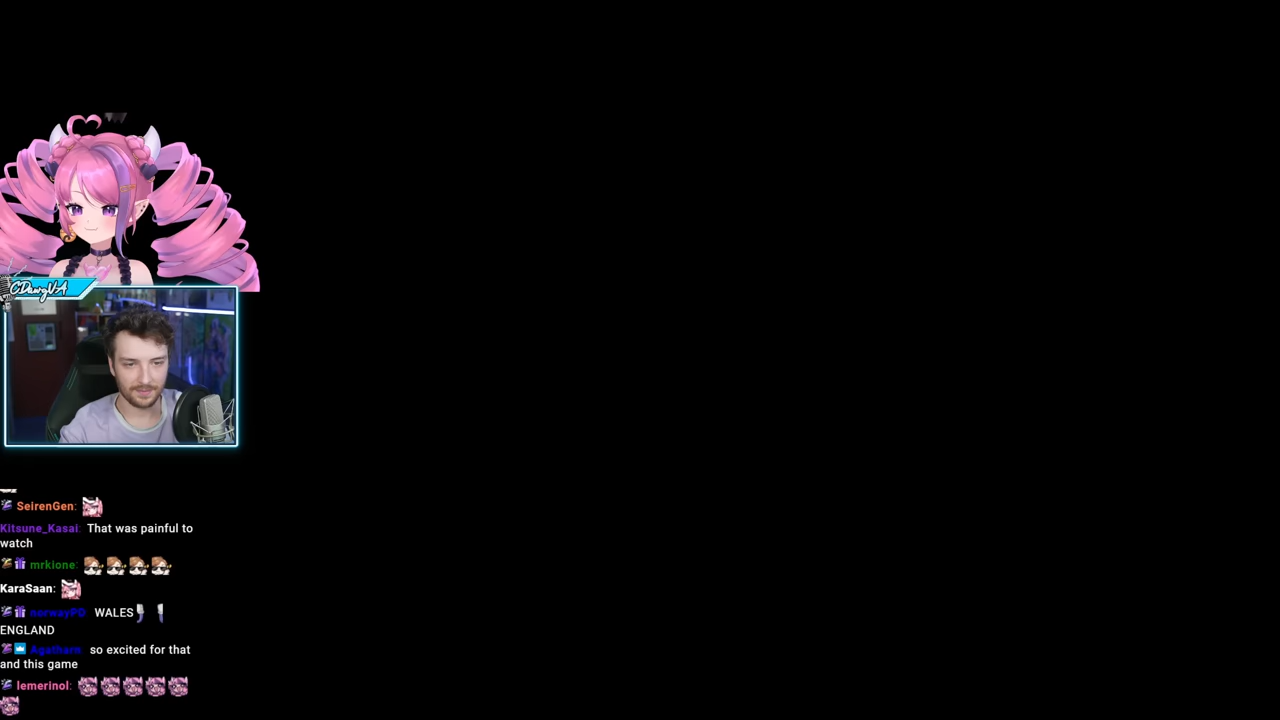 CDawgVA
SeirenGen:
Kitsune_Kasai: That was painful to
watch
mrkione:
KaraSaan:
norwayPD WALES
ENGLAND
Agatharn so excited for that
and this game
lemerinol: